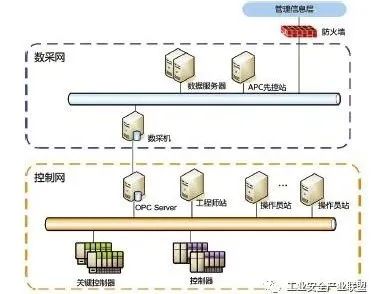 管理信息层
防火墙
数采网
数据服务器
APC先控站
数采机
控制网
OPC Server
工程师站
操作员站
...
操作员站
关键控制器
控制器
工业安全产业联盟